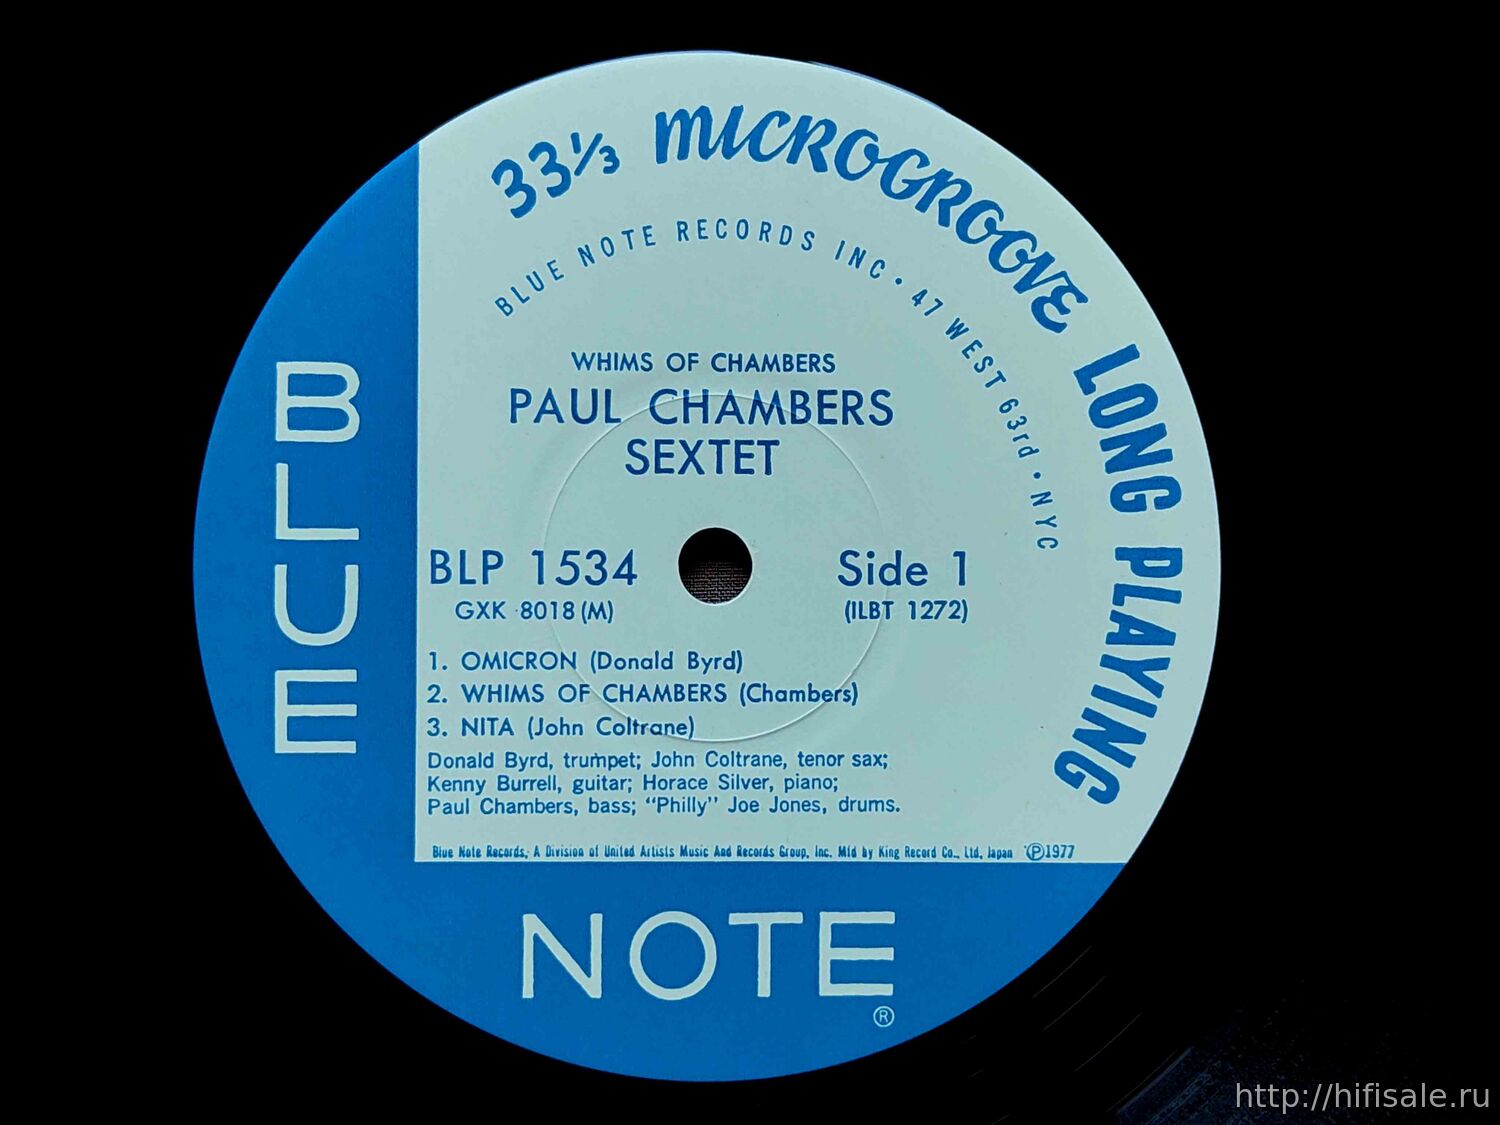 33⅓ MICROGROOVE LONG PLAYING
BLUE NOTE RECORDS INC • 47 WEST 63rd • NYC
WHIMS OF CHAMBERS
PAUL CHAMBERS
SEXTET
BLP 1534
Side 1
GXK 8018 (M)
(ILBT 1272)
1. OMICRON (Donald Byrd)
2. WHIMS OF CHAMBERS (Chambers)
3. NITA (John Coltrane)
Donald Byrd, trumpet; John Coltrane, tenor sax;
Kenny Burrell, guitar; Horace Silver, piano;
Paul Chambers, bass; “Philly” Joe Jones, drums.
Blue Note Records, A Division of United Artists Music And Records Group, Inc. Mfd by King Record Co., Ltd, Japan ℗1977
BLUE
NOTE
®
http://hifisale.ru